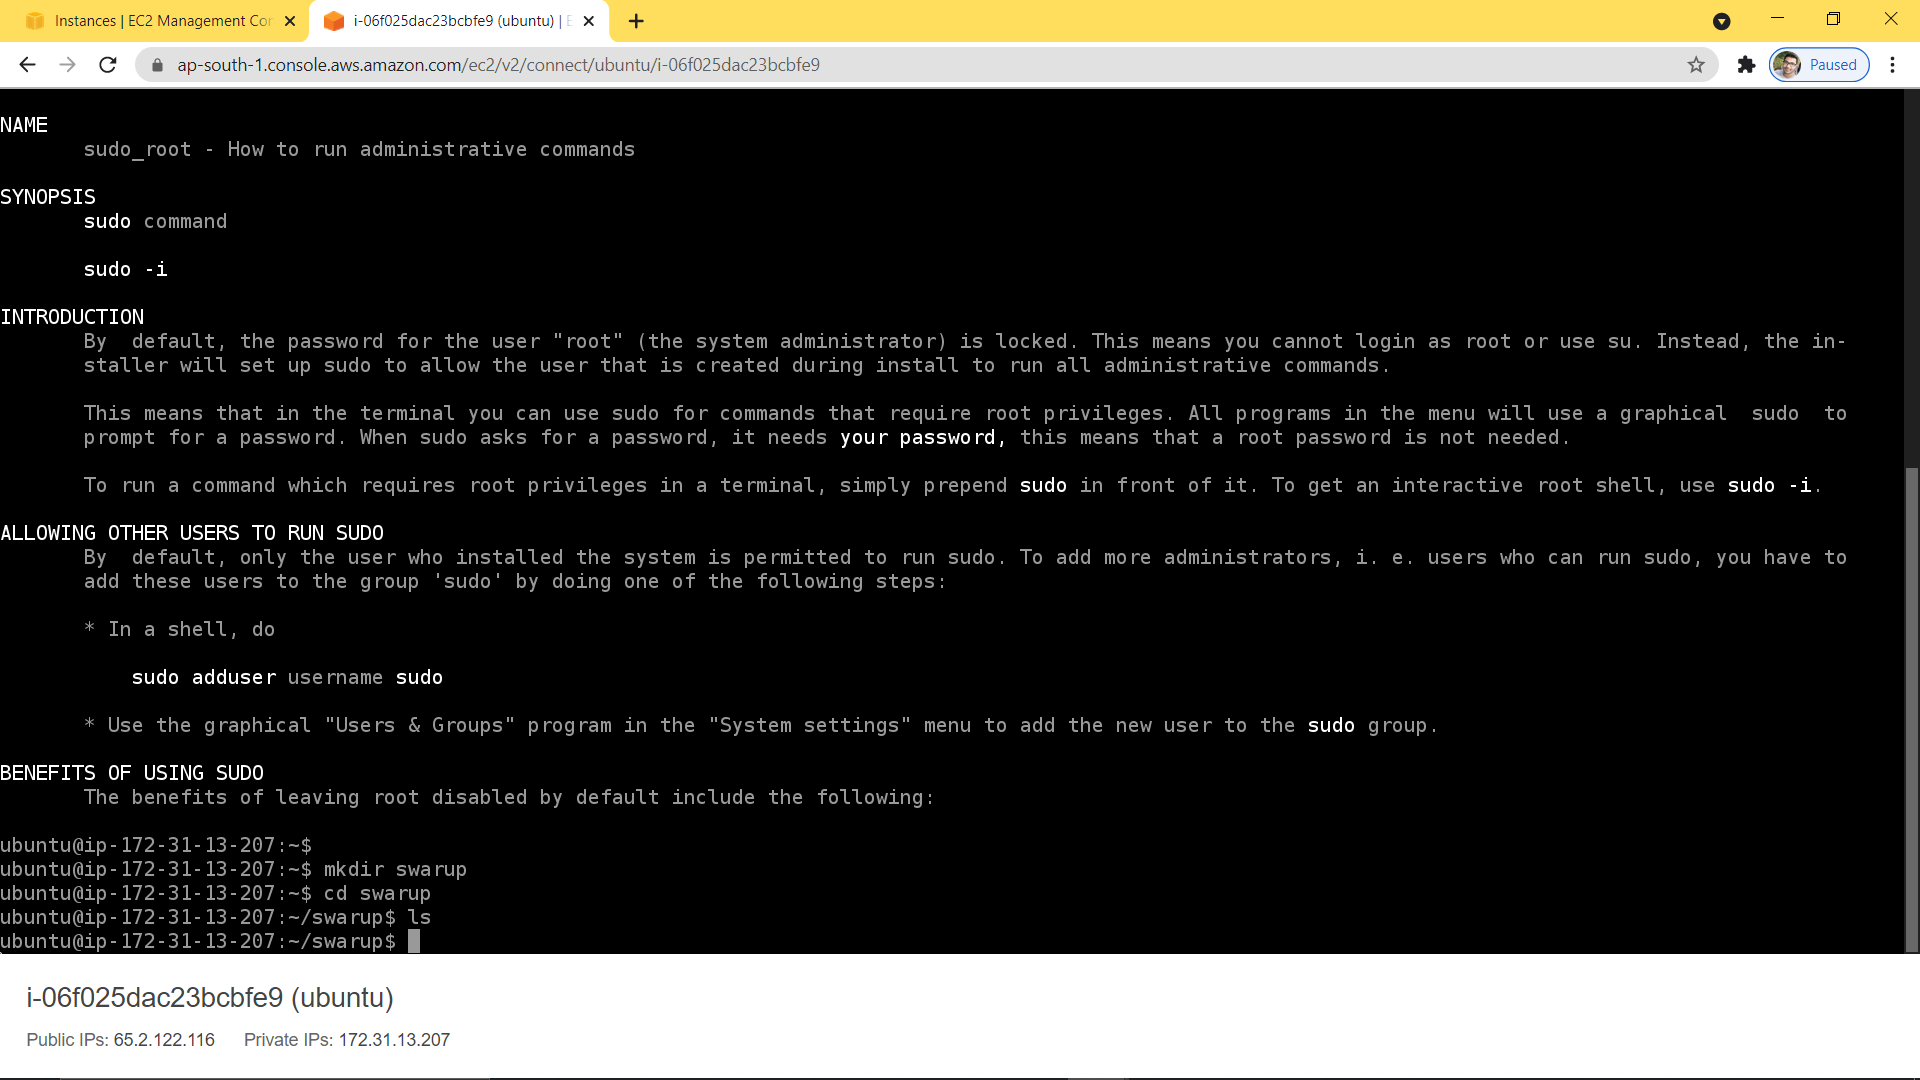 Instances | EC2 Management Con
i-06f025dac23bcbfe9 (ubuntu) | E
ap-south-1.console.aws.amazon.com/ec2/v2/connect/ubuntu/i-06f025dac23bcbfe9
Paused
NAME
sudo_root - How to run administrative commands
SYNOPSIS
sudo command
sudo -i
INTRODUCTION
By  default, the password for the user "root" (the system administrator) is locked. This means you cannot login as root or use su. Instead, the in-
staller will set up sudo to allow the user that is created during install to run all administrative commands.
This means that in the terminal you can use sudo for commands that require root privileges. All programs in the menu will use a graphical  sudo  to
prompt for a password. When sudo asks for a password, it needs your password, this means that a root password is not needed.
To run a command which requires root privileges in a terminal, simply prepend sudo in front of it. To get an interactive root shell, use sudo -i.
ALLOWING OTHER USERS TO RUN SUDO
By  default, only the user who installed the system is permitted to run sudo. To add more administrators, i. e. users who can run sudo, you have to
add these users to the group 'sudo' by doing one of the following steps:
* In a shell, do
sudo adduser username sudo
* Use the graphical "Users & Groups" program in the "System settings" menu to add the new user to the sudo group.
BENEFITS OF USING SUDO
The benefits of leaving root disabled by default include the following:
ubuntu@ip-172-31-13-207:~$
ubuntu@ip-172-31-13-207:~$ mkdir swarup
ubuntu@ip-172-31-13-207:~$ cd swarup
ubuntu@ip-172-31-13-207:~/swarup$ ls
ubuntu@ip-172-31-13-207:~/swarup$
i-06f025dac23bcbfe9 (ubuntu)
Public IPs: 65.2.122.116 Private IPs: 172.31.13.207